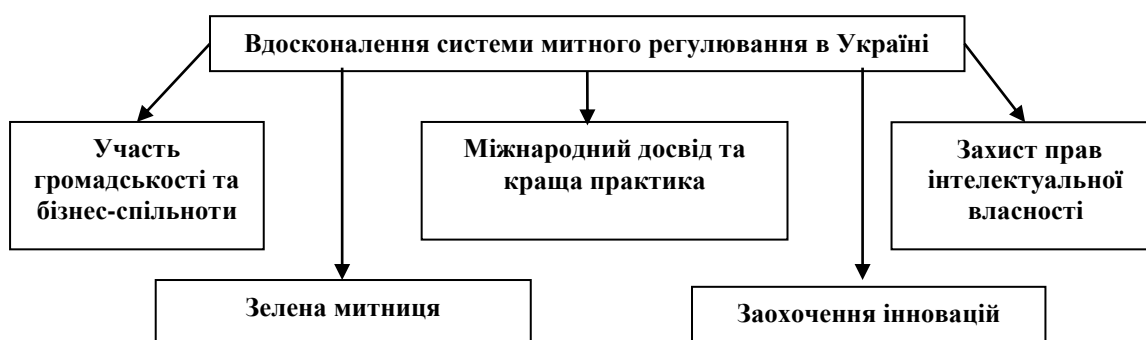 Вдосконалення системи митного регулювання в Україні
Участь
громадськості та
бізнес-спільноти
Міжнародний досвід та
краща практика
Захист прав
інтелектуальної
власності
Зелена митниця
Заохочення інновацій